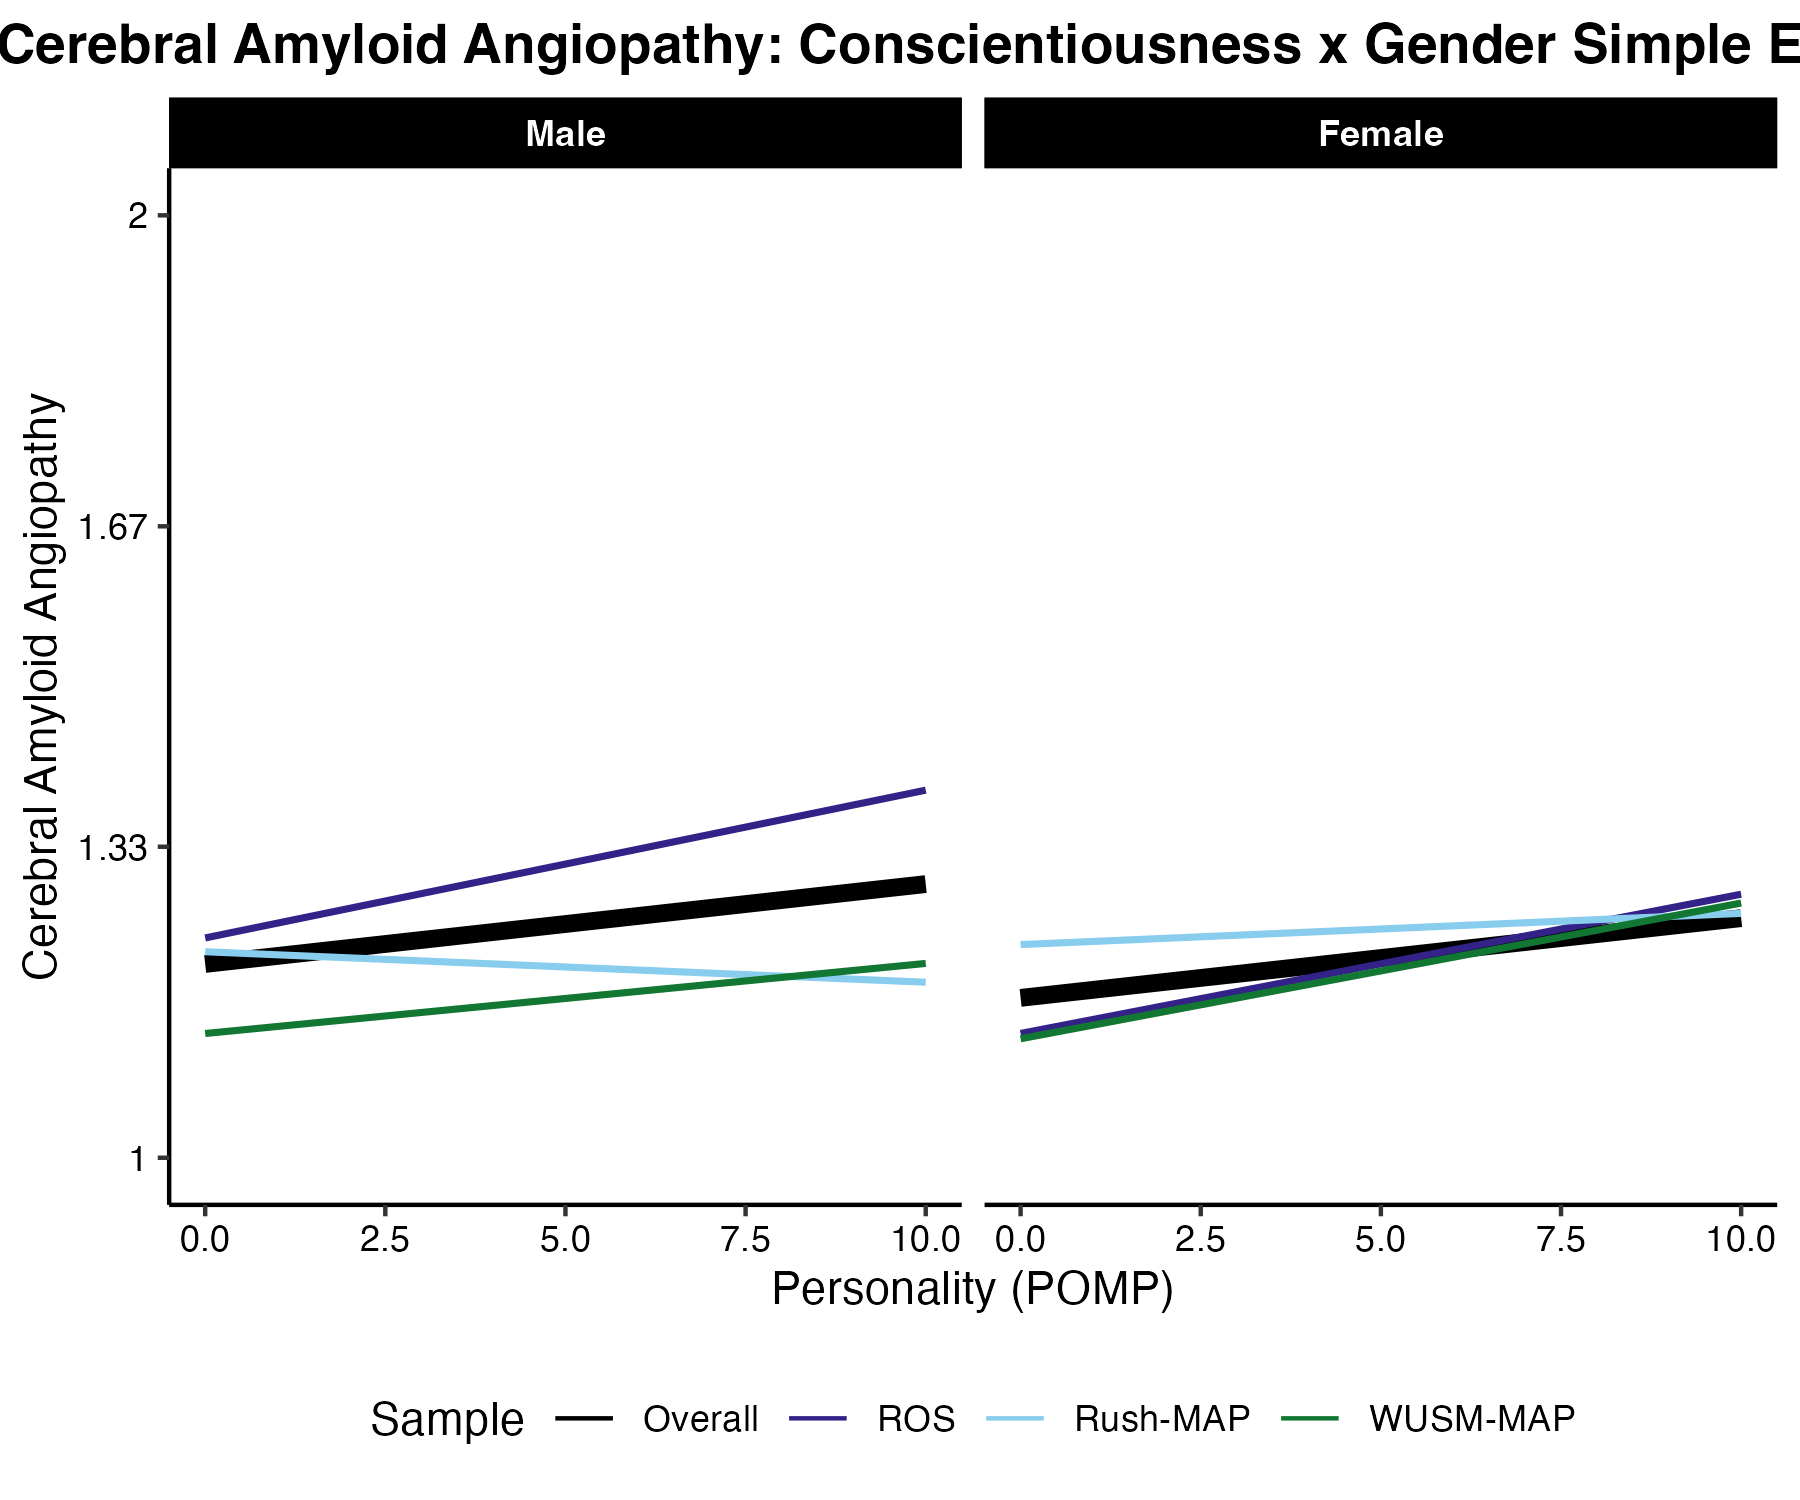 Cerebral Amyloid Angiopathy: Conscientiousness x Gender Simple E
Male Female
2
1.67
1.33
1
Cerebral Amyloid Angiopathy
0.0 2.5 5.0 7.5 10.0 0.0 2.5 5.0 7.5 10.0
Personality (POMP)
Sample Overall ROS Rush-MAP WUSM-MAP